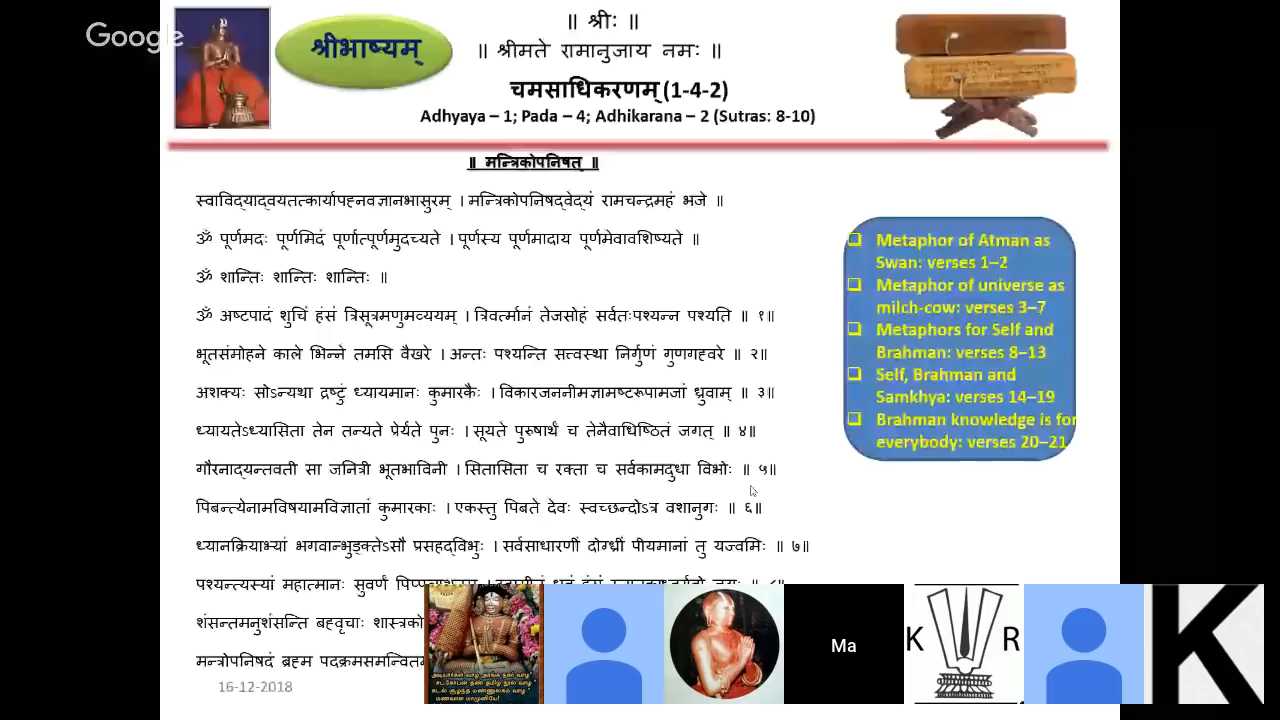 Google
श्रीभाष्यम्
॥ श्रीः ॥
॥ श्रीमते रामानुजाय नमः ॥
चमसाधिकरणम् (1-4-2)
Adhyaya – 1; Pada – 4; Adhikarana – 2 (Sutras: 8-10)
॥ मन्त्रिकोपनिषत् ॥
स्वाविद्याद्वयतत्कार्यापह्नवज्ञानभासुरम् । मन्त्रिकोपनिषद्वेद्यं रामचन्द्रमहं भजे ॥
ॐ पूर्णमदः पूर्णमिदं पूर्णात्पूर्णमुदच्यते । पूर्णस्य पूर्णमादाय पूर्णमेवावशिष्यते ॥
ॐ शान्तिः शान्तिः शान्तिः ॥
ॐ अष्टपादं शुचिं हंसं त्रिसूत्रमणुमव्ययम् । त्रिवर्त्मानं तेजसोहं सर्वतःपश्यन्न पश्यति ॥ १॥
भूतसंमोहने काले भिन्ने तमसि वैखरे । अन्तः पश्यन्ति सत्त्वस्था निर्गुणं गुणगह्वरे ॥ २॥
अशक्यः सोऽन्यथा द्रष्टुं ध्यायमानः कुमारकैः । विकारजननीमज्ञामष्टरूपामजां ध्रुवाम् ॥ ३॥
ध्यायतेऽध्यासिता तेन तन्यते प्रेर्यते पुनः । सूयते पुरुषार्थं च तेनैवाधिष्ठितं जगत् ॥ ४॥
गौरनाद्यन्तवती सा जनित्री भूतभाविनी । सितासिता च रक्ता च सर्वकामदुधा विभोः ॥ ५॥
पिबन्त्येनामविषयामविज्ञातां कुमारकाः । एकस्तु पिबते देवः स्वच्छन्दोऽत्र वशानुगः ॥ ६॥
ध्यानक्रियाभ्यां भगवान्भुङ्क्तेऽसौ प्रसहद्विभुः । सर्वसाधारणीं दोग्ध्रीं पीयमानां तु यज्वभिः ॥ ७॥
पश्यन्त्यस्यां महात्मानः सुवर्णं
शंसन्तमनुशंसन्ति बह्वृचाः
मन्त्रोपनिषदं ब्रह्म
16-12-2018
Metaphor of Atman as
Swan: verses 1–2
Metaphor of universe as
milch-cow: verses 3–7
Metaphors for Self and
Brahman: verses 8–13
Self, Brahman and
Samkhya: verses 14–19
Brahman knowledge is for
everybody: verses 20–21
Ma
K R
K